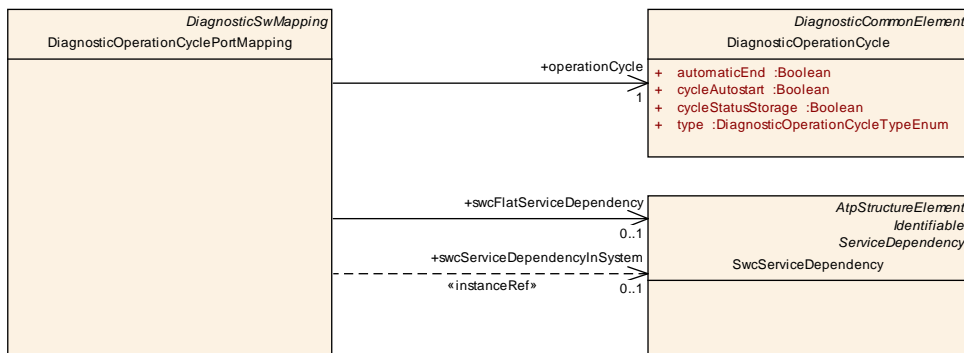 DiagnosticSwMapping
DiagnosticOperationCyclePortMapping
DiagnosticCommonElement
DiagnosticOperationCycle
+ automaticEnd :Boolean
+ cycleAutostart :Boolean
+ cycleStatusStorage :Boolean
+ type :DiagnosticOperationCycleTypeEnum
+operationCycle
1
+swcFlatServiceDependency
0..1
+swcServiceDependencyInSystem
«instanceRef»
0..1
AtpStructureElement
Identifiable
ServiceDependency
SwcServiceDependency